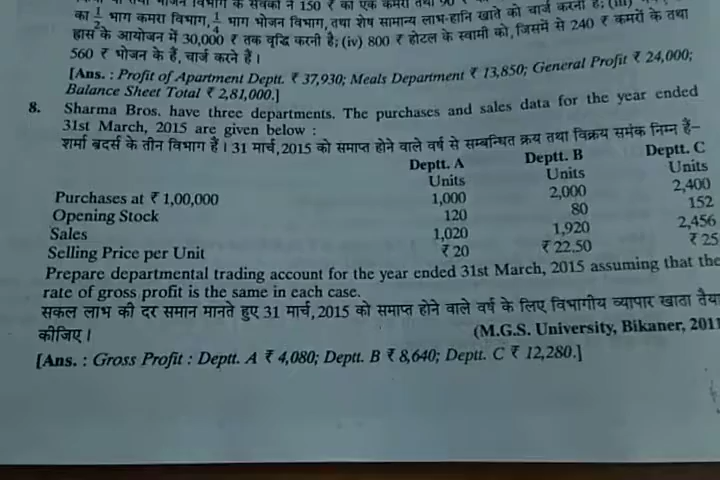 का 1/2 भाग कमरा विभाग, 1/4 भाग भोजन विभाग, तथा शेष सामान्य लाभ-हानि खाते को चार्ज करना है; (iii)
ह्रास के आयोजन में 30,000 ₹ तक वृद्धि करनी है; (iv) 800 ₹ होटल के स्वामी को, जिसमें से 240 ₹ कमरों के तथा
560 ₹ भोजन के हैं, चार्ज करने हैं।
[Ans. : Profit of Apartment Deptt. ₹ 37,930; Meals Department ₹ 13,850; General Profit ₹ 24,000;
Balance Sheet Total ₹ 2,81,000.]
8. Sharma Bros. have three departments. The purchases and sales data for the year ended
31st March, 2015 are given below :
शर्मा ब्रदर्स के तीन विभाग हैं। 31 मार्च, 2015 को समाप्त होने वाले वर्ष से सम्बन्धित क्रय तथा विक्रय समंक निम्न हैं–
Deptt. A Deptt. B Deptt. C
Units Units Units
Purchases at ₹ 1,00,000 1,000 2,000 2,400
Opening Stock 120 80 152
Sales 1,020 1,920 2,456
Selling Price per Unit ₹ 20 ₹ 22.50 ₹ 25
Prepare departmental trading account for the year ended 31st March, 2015 assuming that the
rate of gross profit is the same in each case.
सकल लाभ की दर समान मानते हुए 31 मार्च, 2015 को समाप्त होने वाले वर्ष के लिए विभागीय व्यापार खाता तैया
कीजिए।
(M.G.S. University, Bikaner, 2011
[Ans. : Gross Profit : Deptt. A ₹ 4,080; Deptt. B ₹ 8,640; Deptt. C ₹ 12,280.]